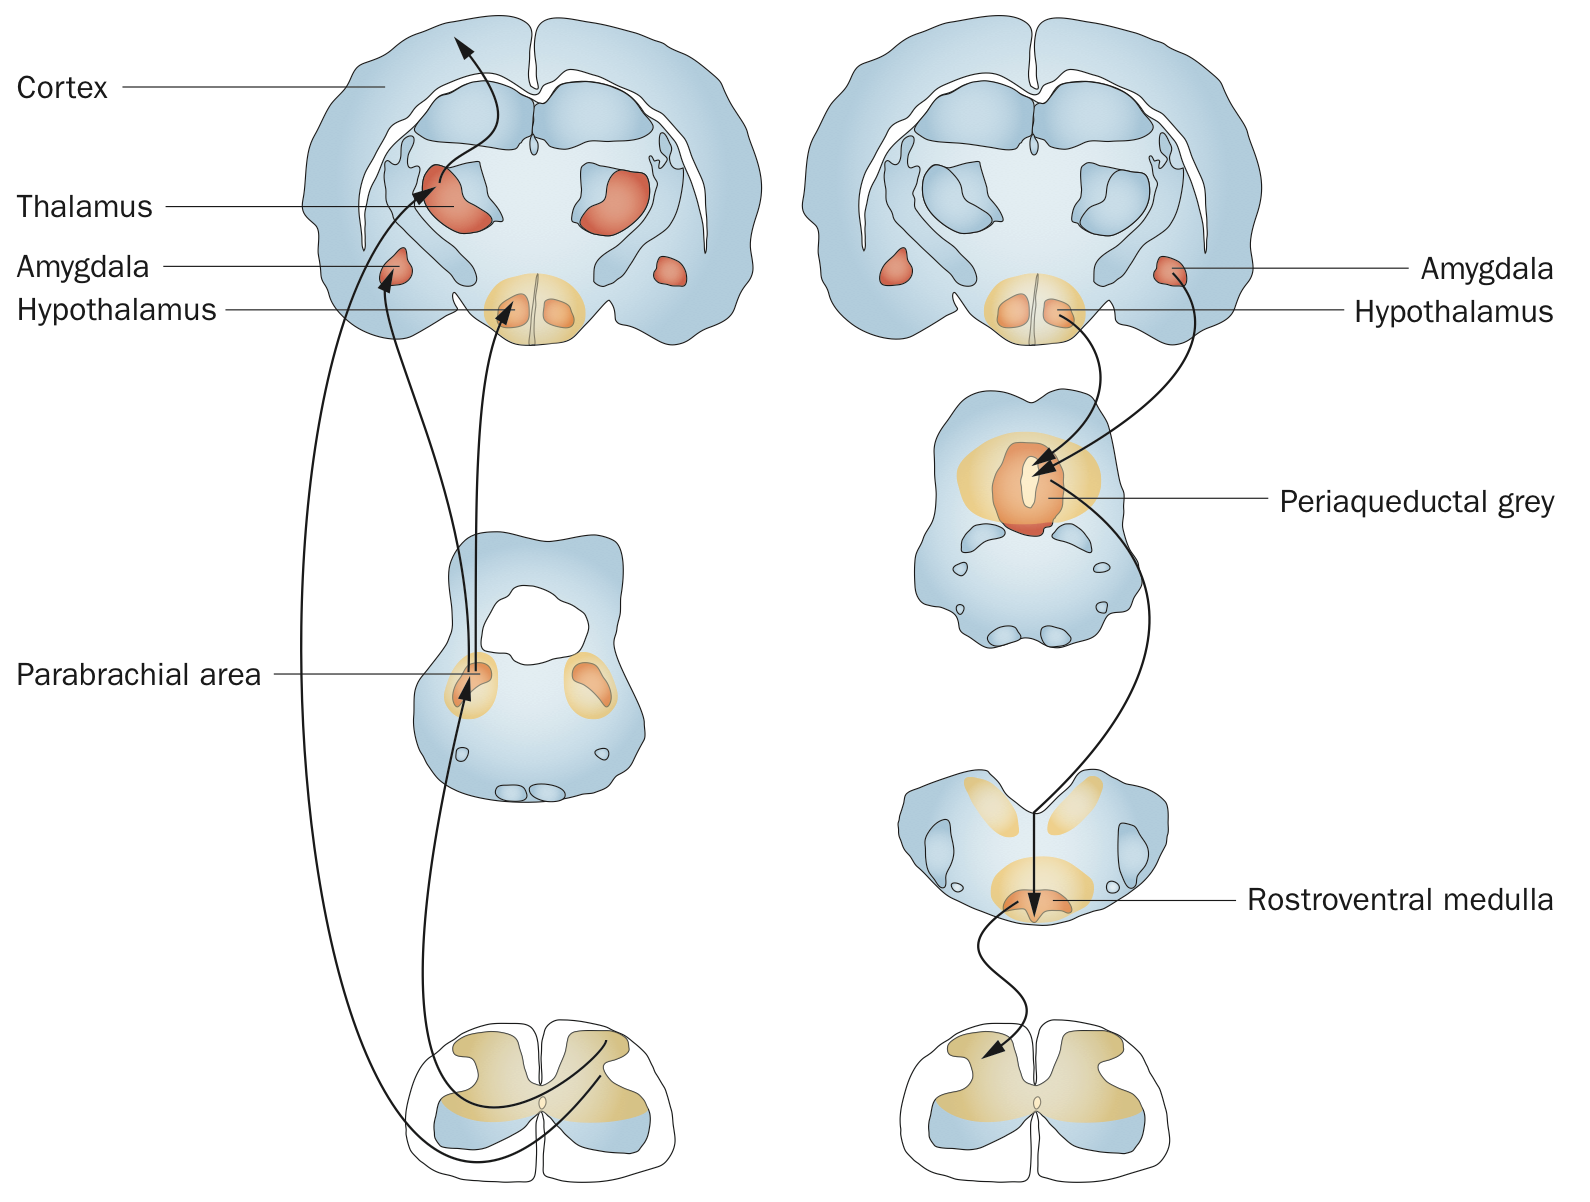 Cortex
Thalamus
Amygdala
Hypothalamus
Parabrachial area
Amygdala
Hypothalamus
Periaqueductal grey
Rostroventral medulla